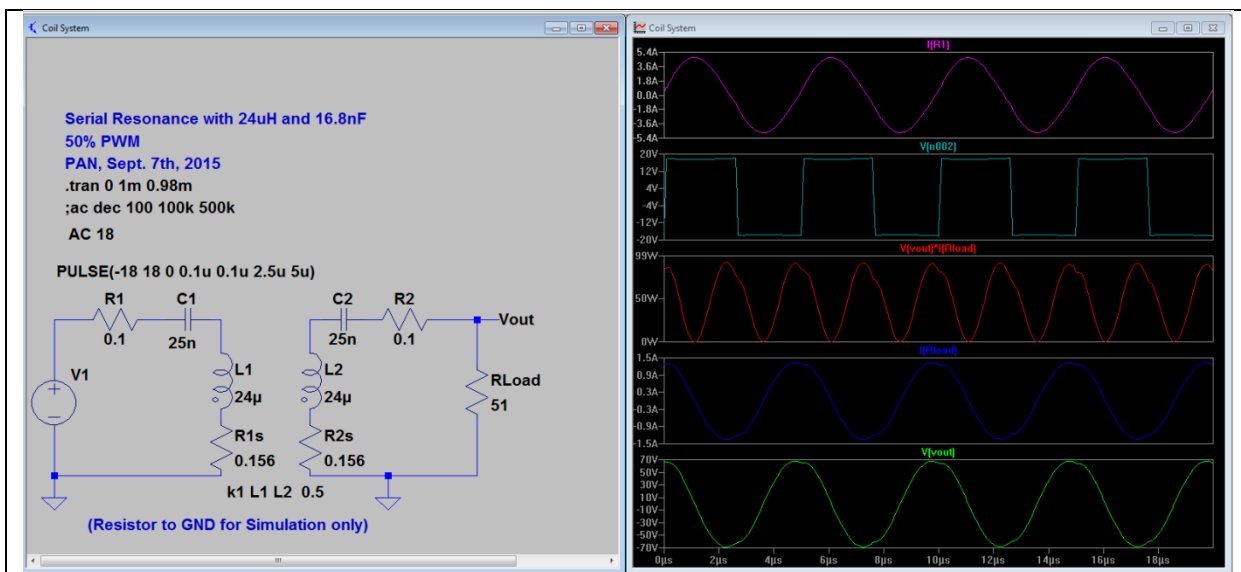 Coil System
Serial Resonance with 24uH and 16.8nF
50% PWM
PAN, Sept. 7th, 2015
.tran 0 1m 0.98m
;ac dec 100 100k 500k
AC 18
PULSE(-18 18 0 0.1u 0.1u 2.5u 5u)
R1 C1 C2 R2
Vout
0.1 25n 25n 0.1
V1
L1 L2
RLoad
24µ 24µ
51
R1s R2s
0.156 0.156
k1 L1 L2 0.5
(Resistor to GND for Simulation only)
Coil System
I(R1)
5.4A
3.6A
1.8A
0.0A
-1.8A
-3.6A
-5.4A
V(n002)
20V
12V
4V
-4V
-12V
-20V
V(vout)*I(Rload)
99W
50W
0W
I(Rload)
1.5A
0.9A
0.3A
-0.3A
-0.9A
-1.5A
V(vout)
70V
50V
30V
10V
-10V
-30V
-50V
-70V
0µs 2µs 4µs 6µs 8µs 10µs 12µs 14µs 16µs 18µs